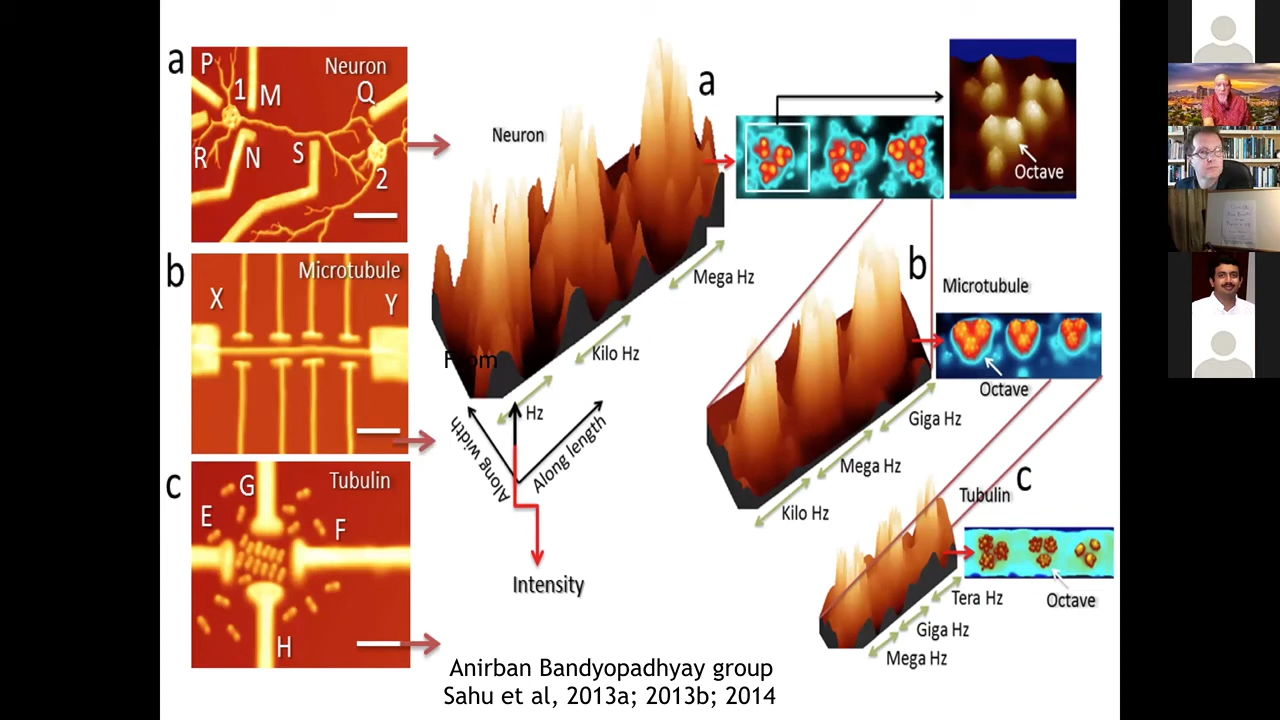 a
P
1
M
Neuron
Q
R
N
S
2
b
Microtubule
X
Y
c
G
Tubulin
E
F
H
Neuron
Mega Hz
Kilo Hz
From
Hz
Along width
Along length
Intensity
a
Octave
b
Microtubule
Octave
Giga Hz
Mega Hz
Kilo Hz
c
Tubulin
Tera Hz
Octave
Giga Hz
Mega Hz
Anirban Bandyopadhyay group
Sahu et al, 2013a; 2013b; 2014